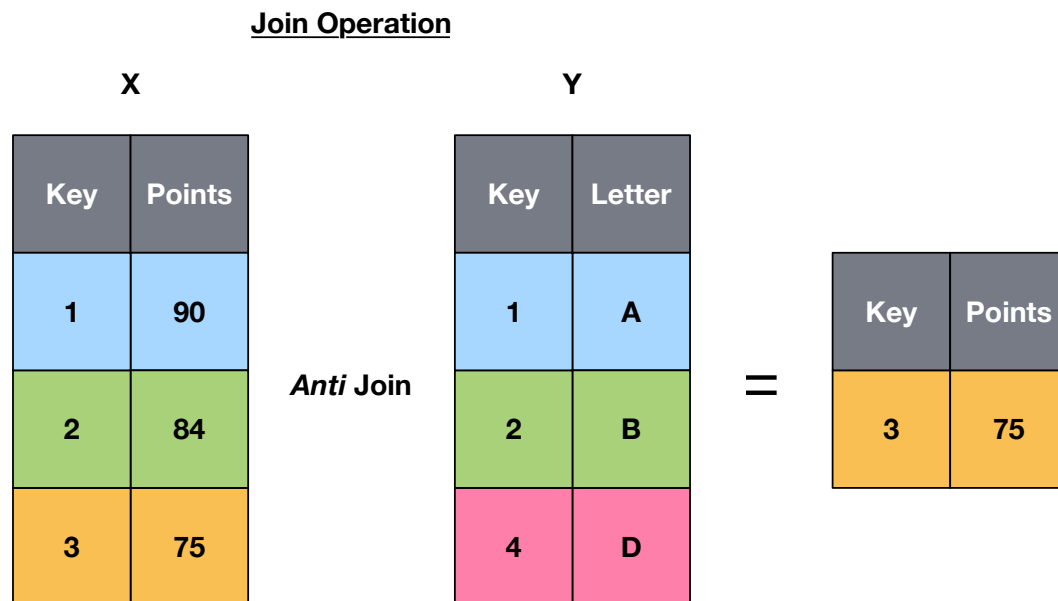 Join Operation
X
Y
Key Points
1 90
2 84
3 75
Anti Join
Key Letter
1 A
2 B
4 D
=
Key Points
3 75